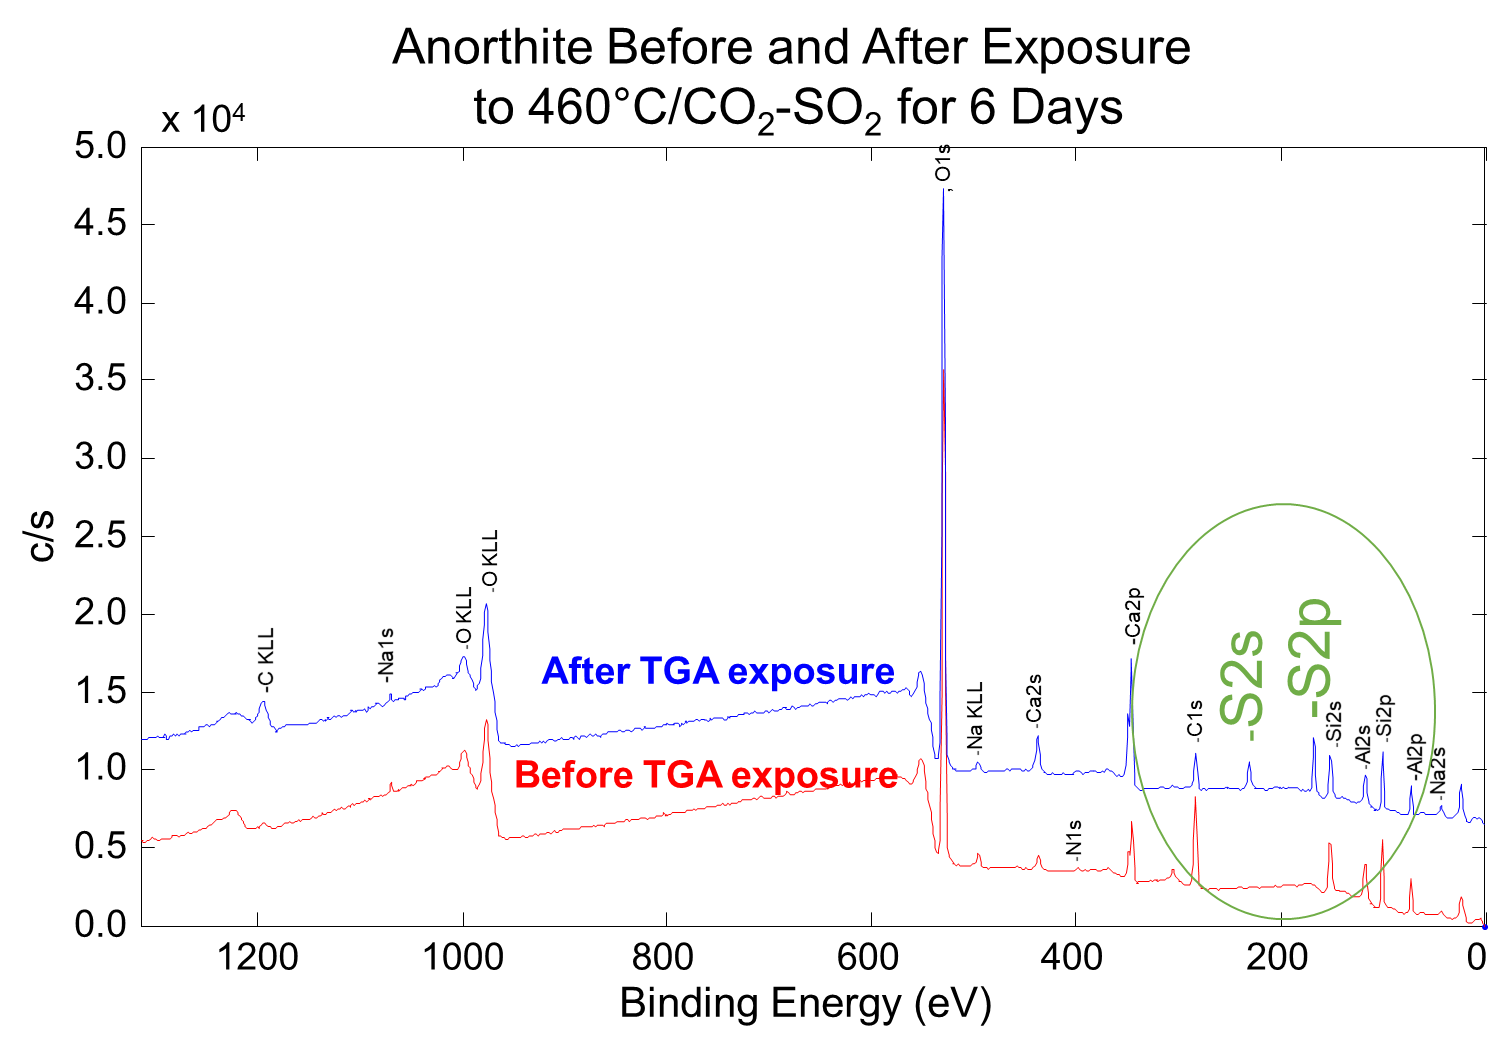 Anorthite Before and After Exposure
to 460°C/CO₂-SO₂ for 6 Days
x 10⁴
5.0
4.5
4.0
3.5
3.0
2.5
2.0
1.5
1.0
0.5
0.0
c/s
-C KLL
-Na1s
-O KLL
-O KLL
O1s
-Na KLL
-Ca2s
-N1s
-Ca2p
-C1s
-S2s
-S2p
-Si2s
-Al2s
-Si2p
-Al2p
-Na2s
After TGA exposure
Before TGA exposure
1200 1000 800 600 400 200 0
Binding Energy (eV)